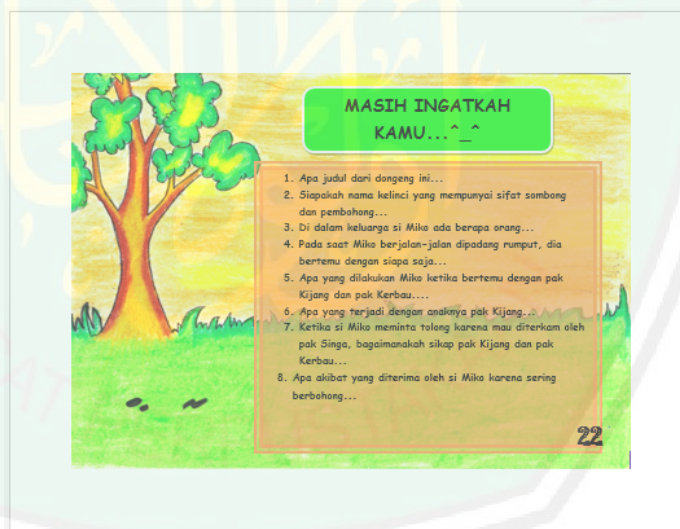 MASIH INGATKAH
KAMU...^_^
1. Apa judul dari dongeng ini...
2. Siapakah nama kelinci yang mempunyai sifat sombong
dan pembohong...
3. Di dalam keluarga si Miko ada berapa orang...
4. Pada saat Miko berjalan-jalan dipadang rumput, dia
bertemu dengan siapa saja...
5. Apa yang dilakukan Miko ketika bertemu dengan pak
Kijang dan pak Kerbau....
6. Apa yang terjadi dengan anaknya pak Kijang...
7. Ketika si Miko meminta tolong karena mau diterkam oleh
pak Singa, bagaimanakah sikap pak Kijang dan pak
Kerbau...
8. Apa akibat yang diterima oleh si Miko karena sering
berbohong...
22